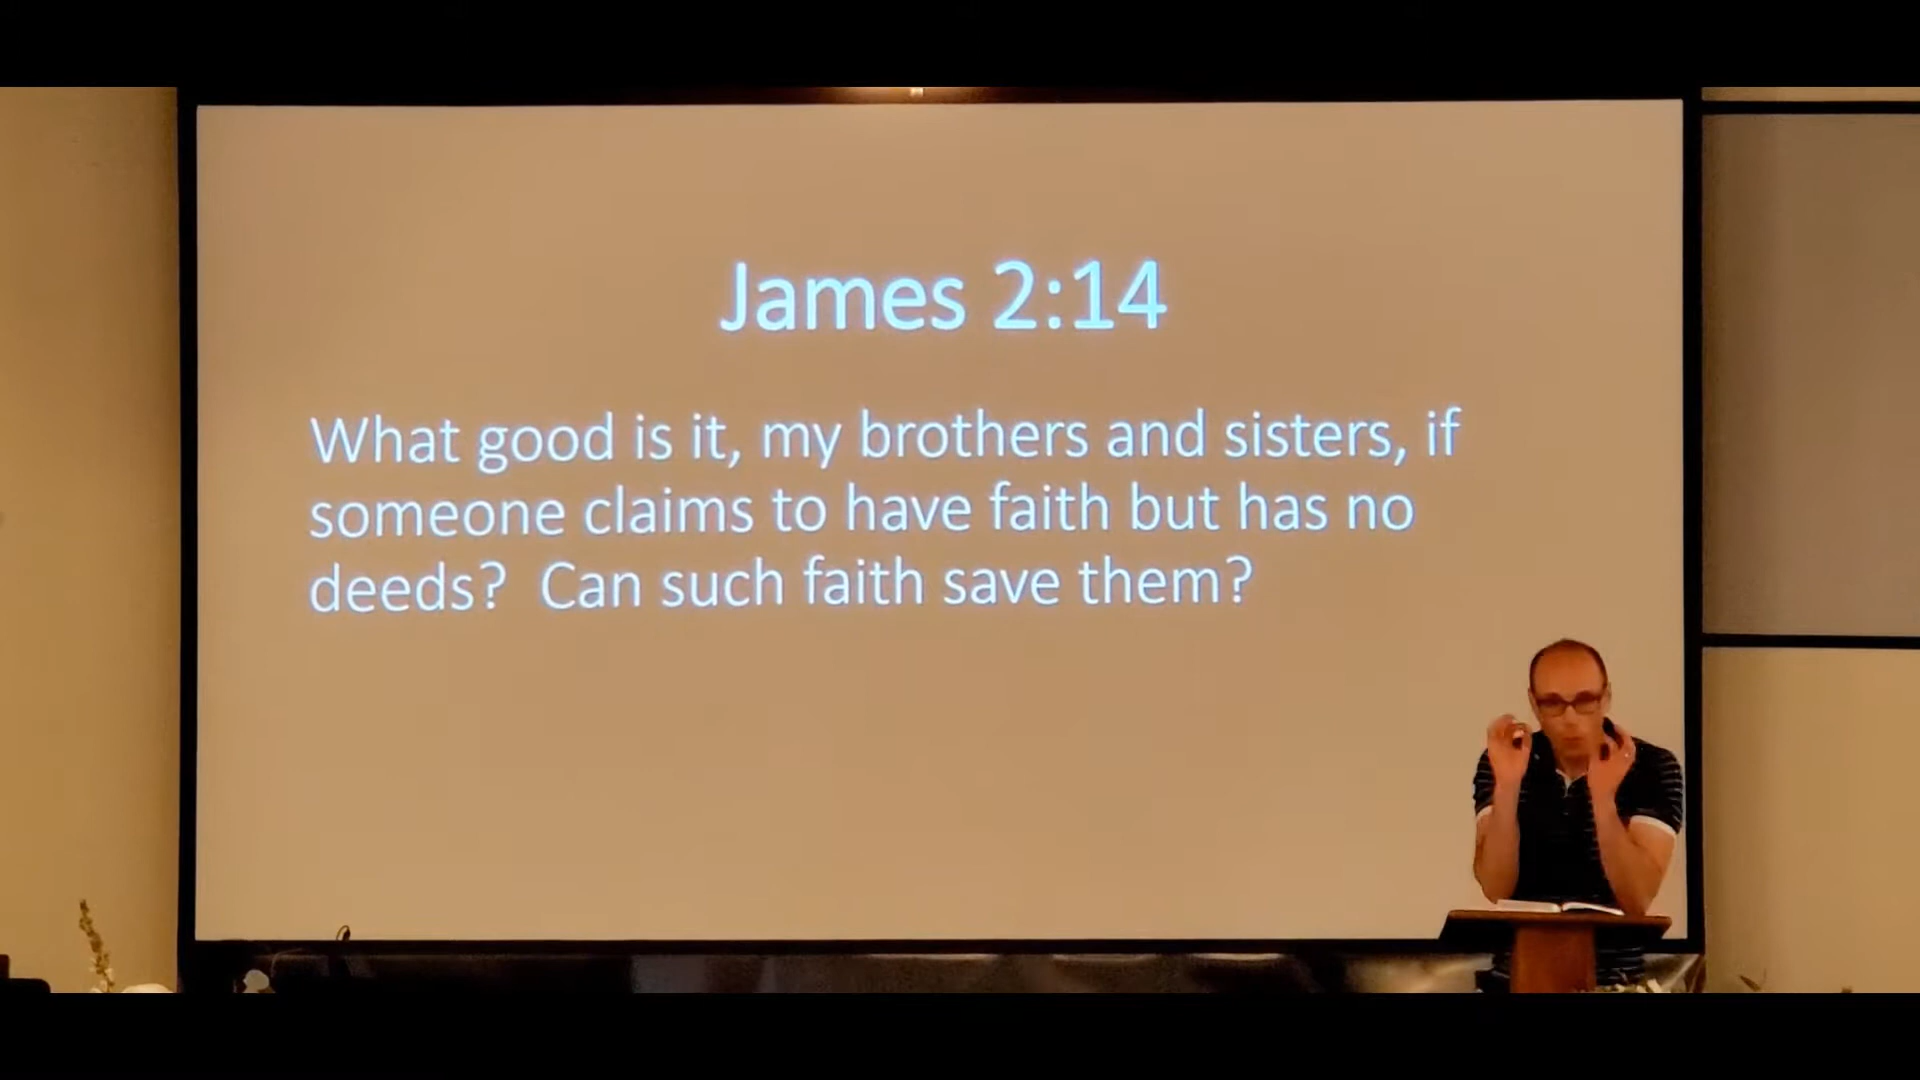 James 2:14
What good is it, my brothers and sisters, if
someone claims to have faith but has no
deeds?  Can such faith save them?